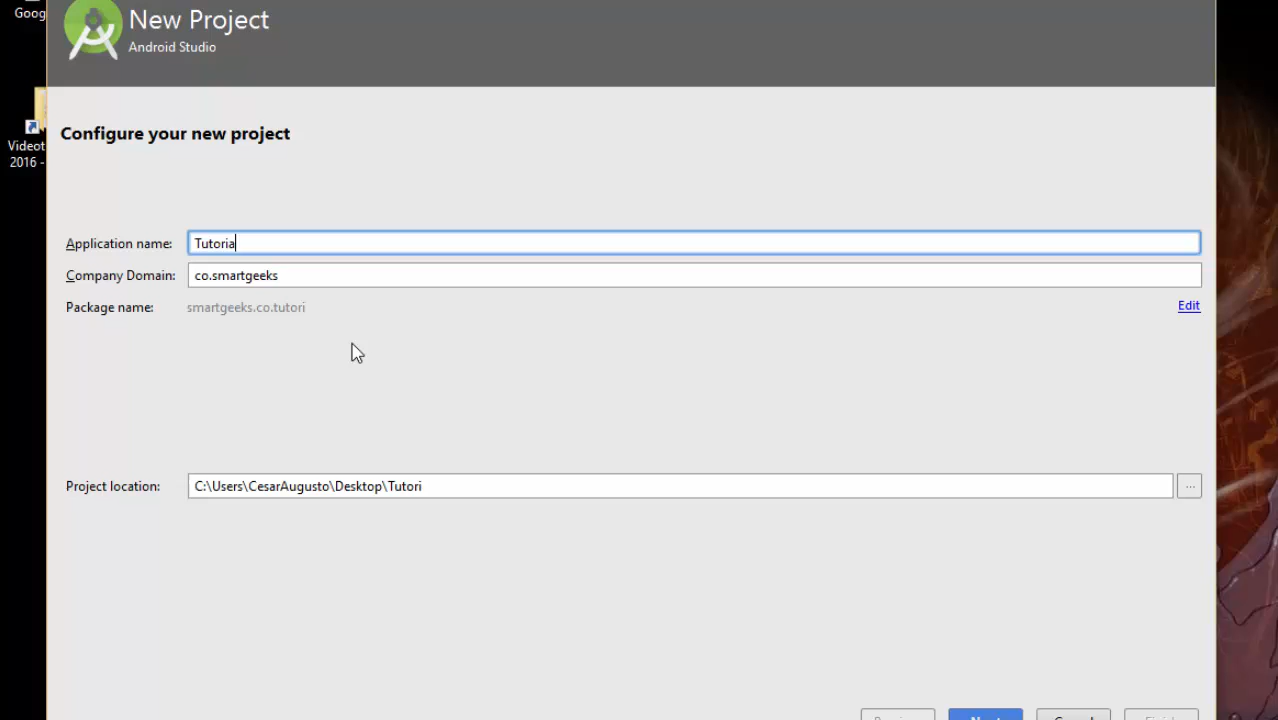 Goog
New Project
Android Studio
Videot
2016 -
Configure your new project
Application name: Tutoria
Company Domain: co.smartgeeks
Package name: smartgeeks.co.tutori
Edit
Project location: C:\Users\CesarAugusto\Desktop\Tutori
...